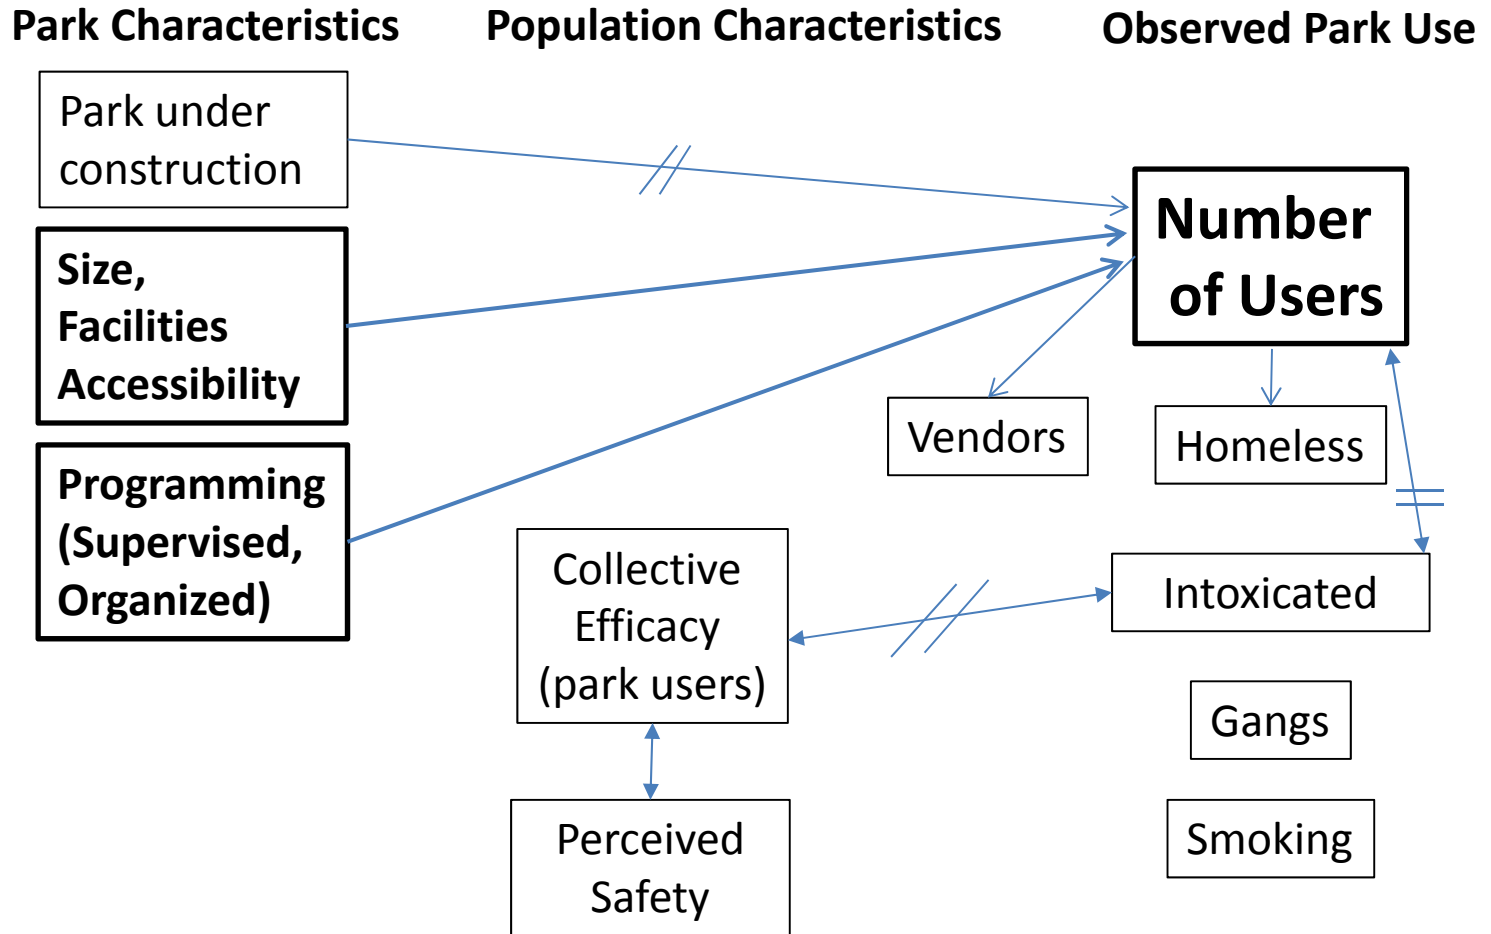 Park Characteristics
Population Characteristics
Observed Park Use
Park under
construction
Size,
Facilities
Accessibility
Programming
(Supervised,
Organized)
Collective
Efficacy
(park users)
Perceived
Safety
Number
of Users
Vendors
Homeless
Intoxicated
Gangs
Smoking